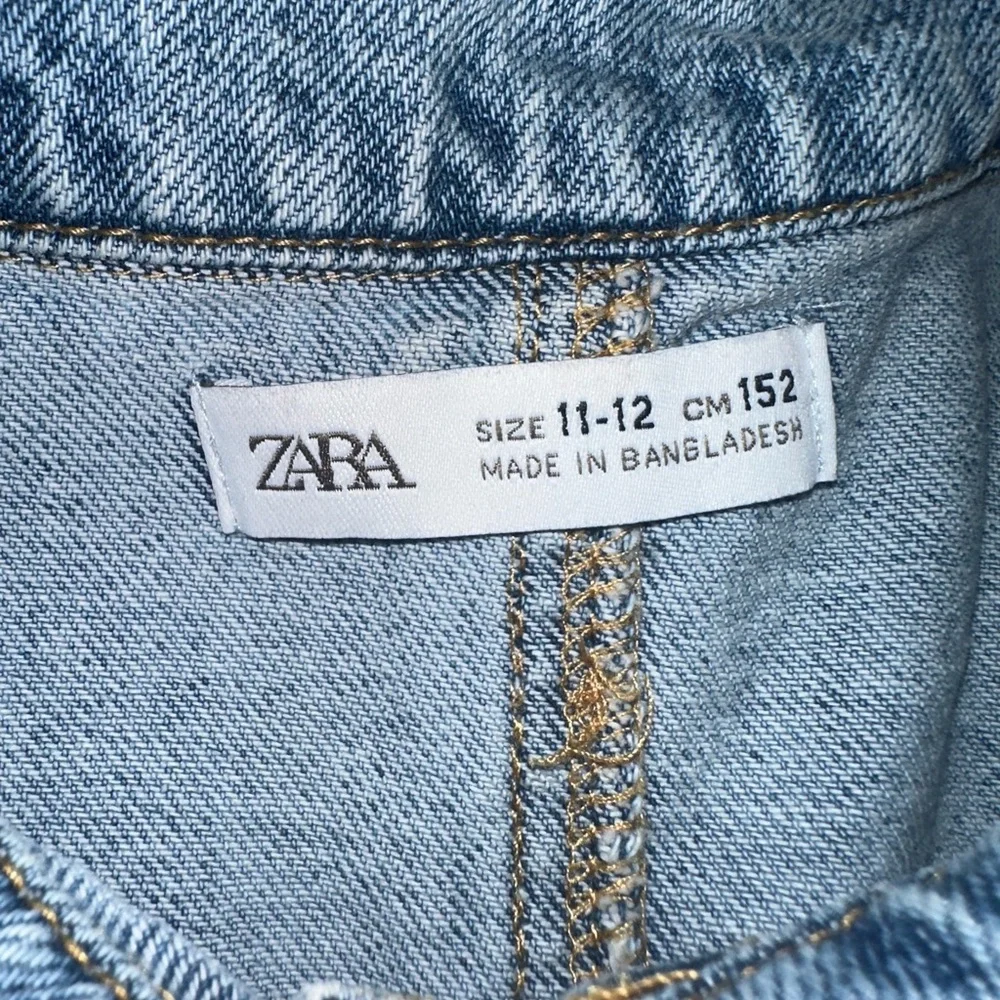 ZARA
SIZE 11-12 CM 152
MADE IN BANGLADESH